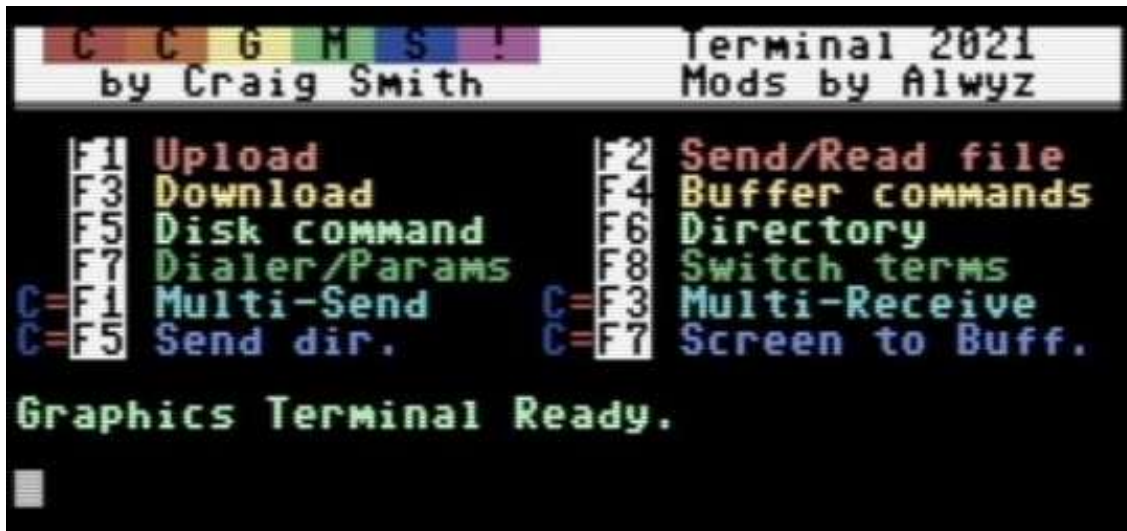 C C G M S ! Terminal 2021
by Craig Smith Mods by Alwyz
F1 Upload F2 Send/Read file
F3 Download F4 Buffer commands
F5 Disk command F6 Directory
F7 Dialer/Params F8 Switch terms
C=F1 Multi-Send C=F3 Multi-Receive
C=F5 Send dir. C=F7 Screen to Buff.
Graphics Terminal Ready.